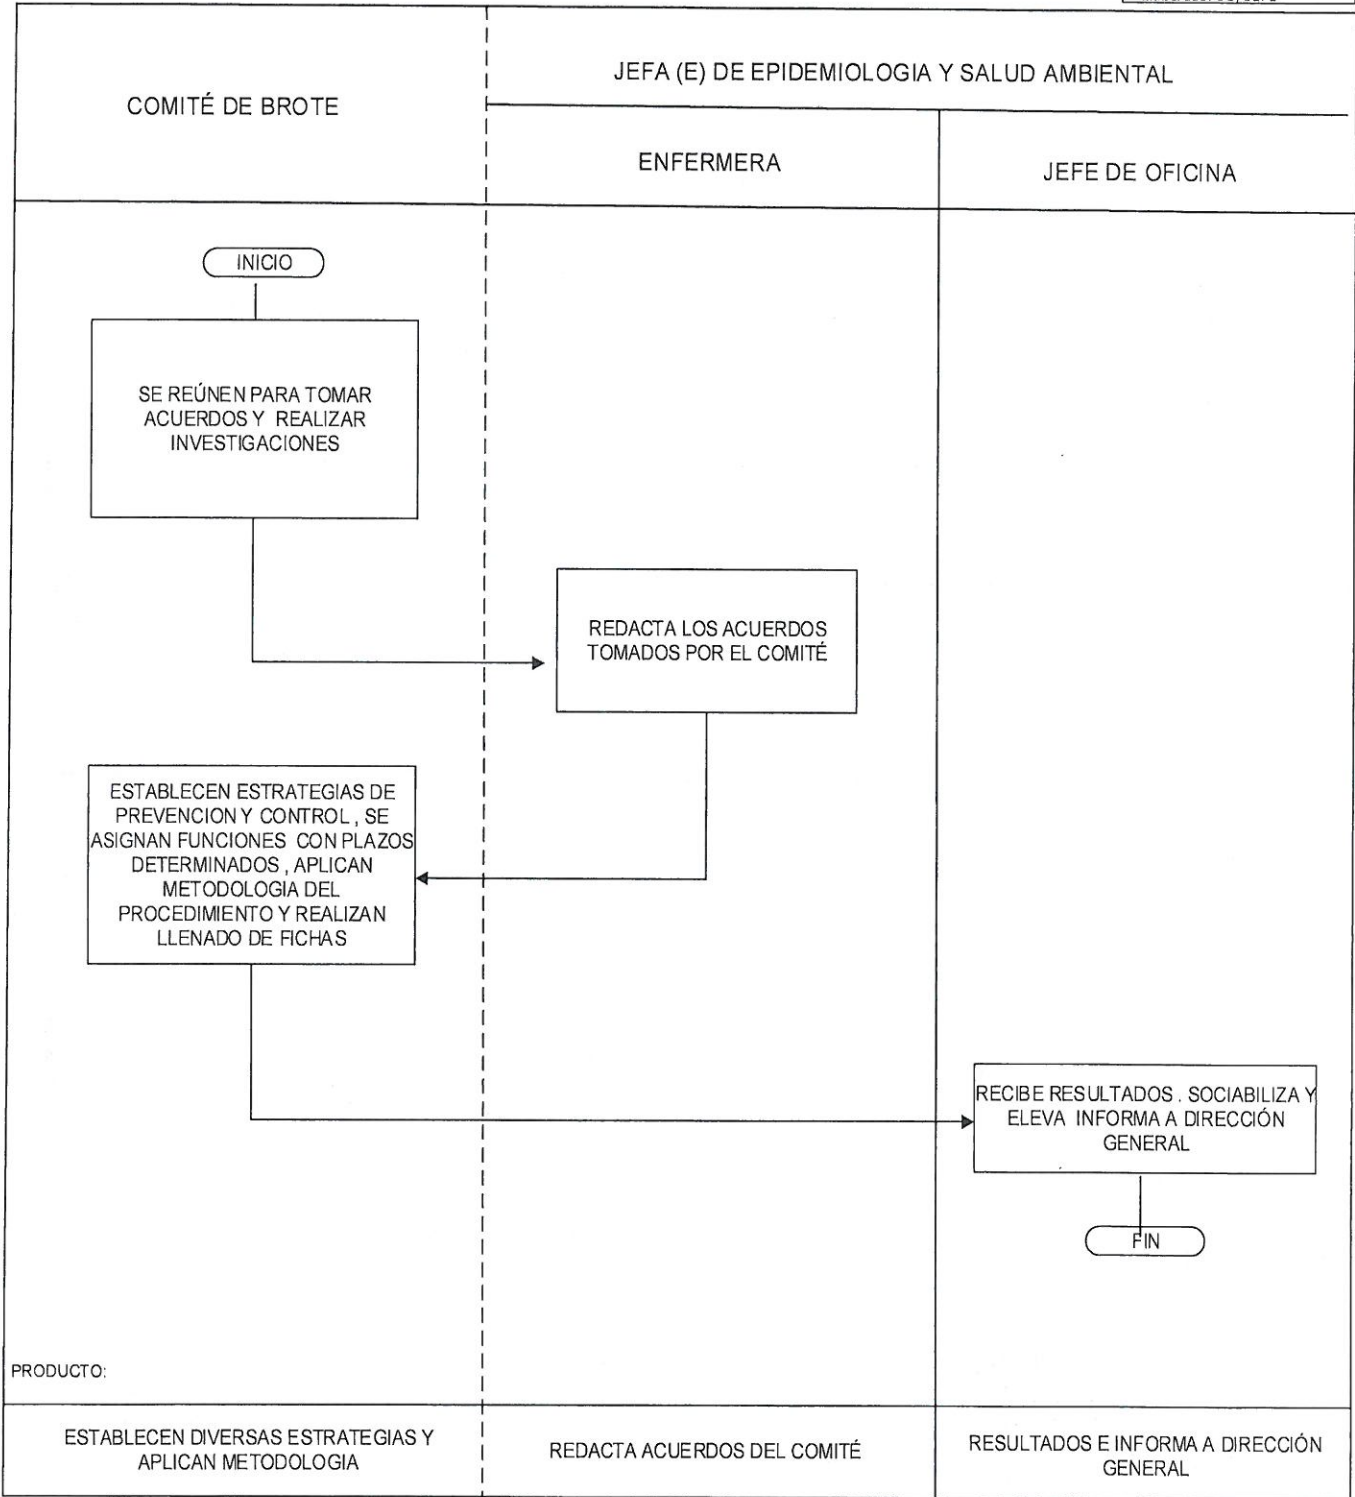 COMITÉ DE BROTE
JEFA (E) DE EPIDEMIOLOGIA Y SALUD AMBIENTAL
ENFERMERA
JEFE DE OFICINA
INICIO
SE REÚNEN PARA TOMAR
ACUERDOS Y REALIZAR
INVESTIGACIONES
REDACTA LOS ACUERDOS
TOMADOS POR EL COMITÉ
ESTABLECEN ESTRATEGIAS DE
PREVENCION Y CONTROL , SE
ASIGNAN FUNCIONES CON PLAZOS
DETERMINADOS , APLICAN
METODOLOGIA DEL
PROCEDIMIENTO Y REALIZAN
LLENADO DE FICHAS
RECIBE RESULTADOS . SOCIABILIZA Y
ELEVA INFORMA A DIRECCIÓN
GENERAL
FIN
PRODUCTO:
ESTABLECEN DIVERSAS ESTRATEGIAS Y
APLICAN METODOLOGIA
REDACTA ACUERDOS DEL COMITÉ
RESULTADOS E INFORMA A DIRECCIÓN
GENERAL